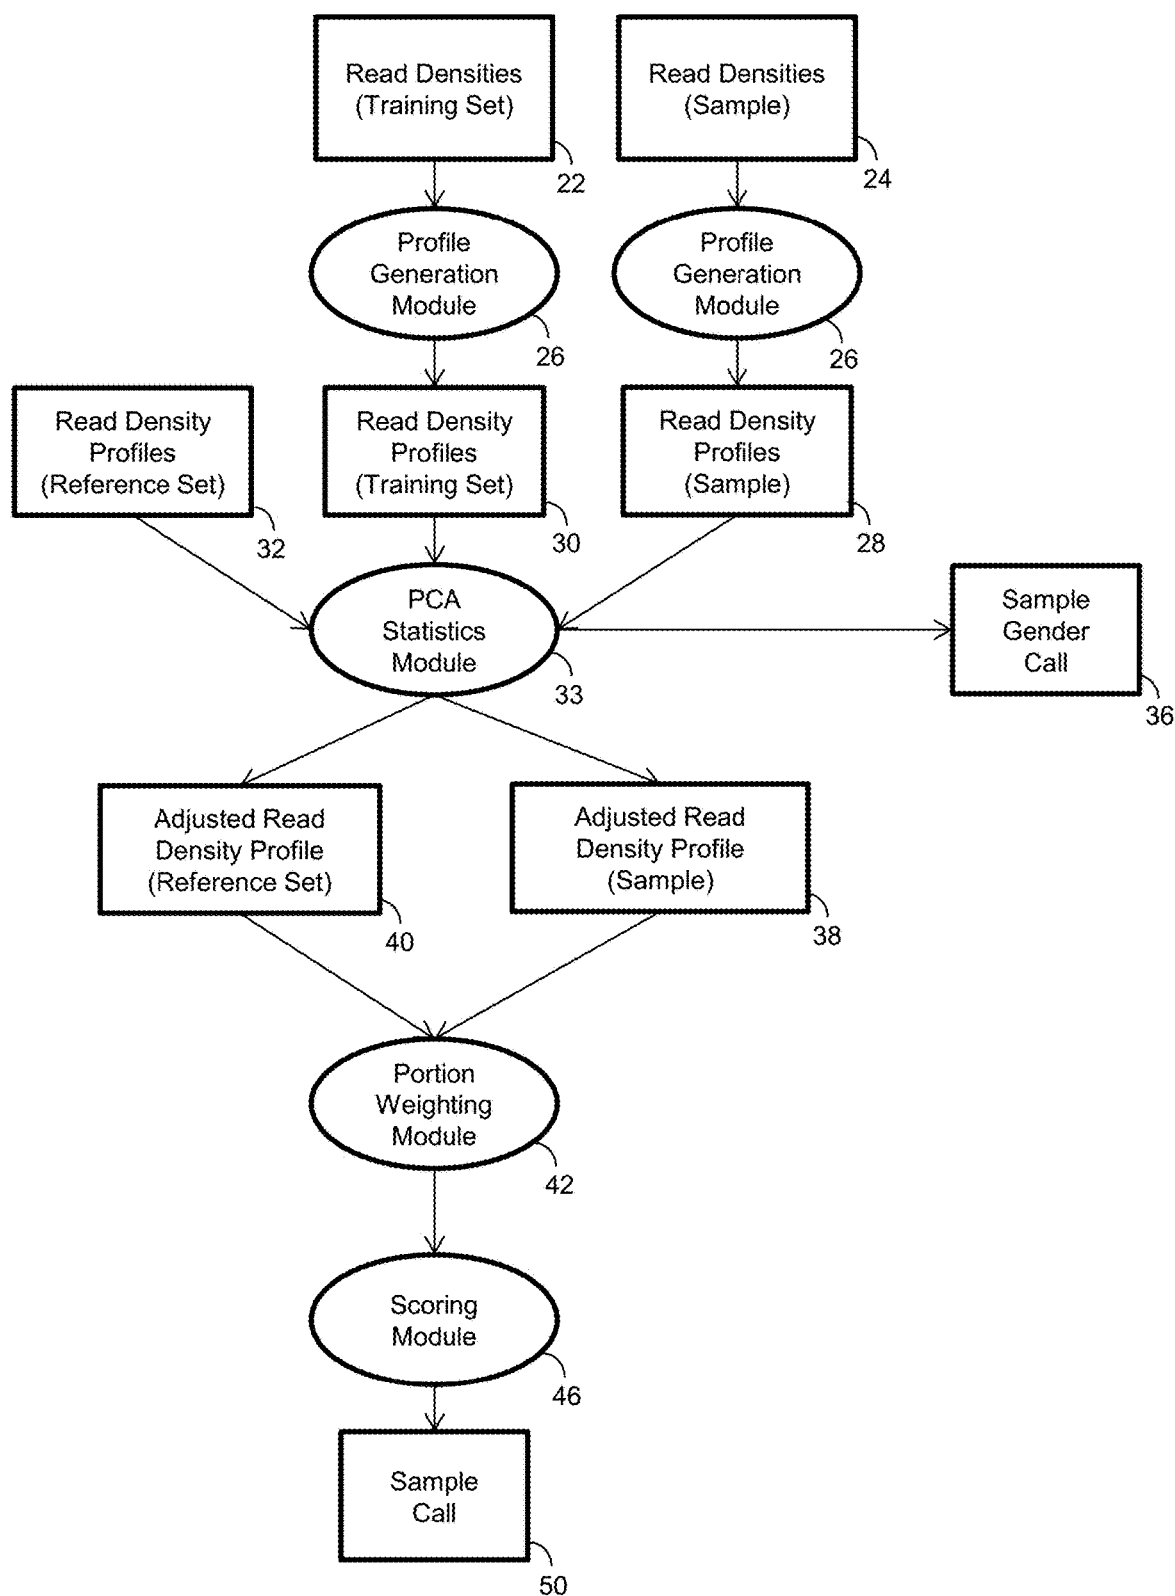 Read Densities
(Training Set)
22
Read Densities
(Sample)
24
Profile
Generation
Module
26
Profile
Generation
Module
26
Read Density
Profiles
(Reference Set)
32
Read Density
Profiles
(Training Set)
30
Read Density
Profiles
(Sample)
28
PCA
Statistics
Module
33
Sample
Gender
Call
36
Adjusted Read
Density Profile
(Reference Set)
40
Adjusted Read
Density Profile
(Sample)
38
Portion
Weighting
Module
42
Scoring
Module
46
Sample
Call
50